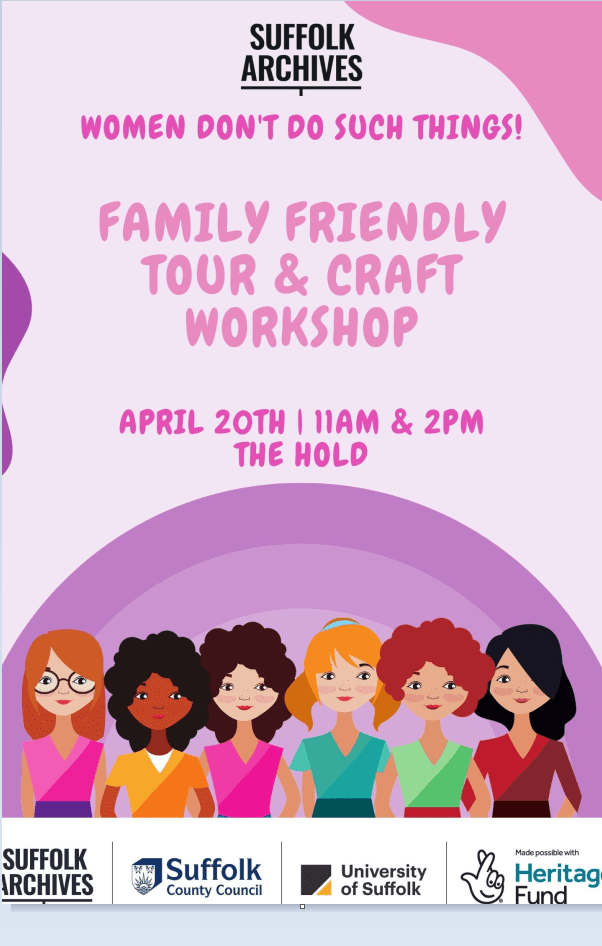 SUFFOLK
ARCHIVES
WOMEN DON'T DO SUCH THINGS!
FAMILY FRIENDLY
TOUR & CRAFT
WORKSHOP
APRIL 20TH | 11AM & 2PM
THE HOLD
SUFFOLK
ARCHIVES
Suffolk
County Council
University
of Suffolk
Made possible with
Heritag
Fund